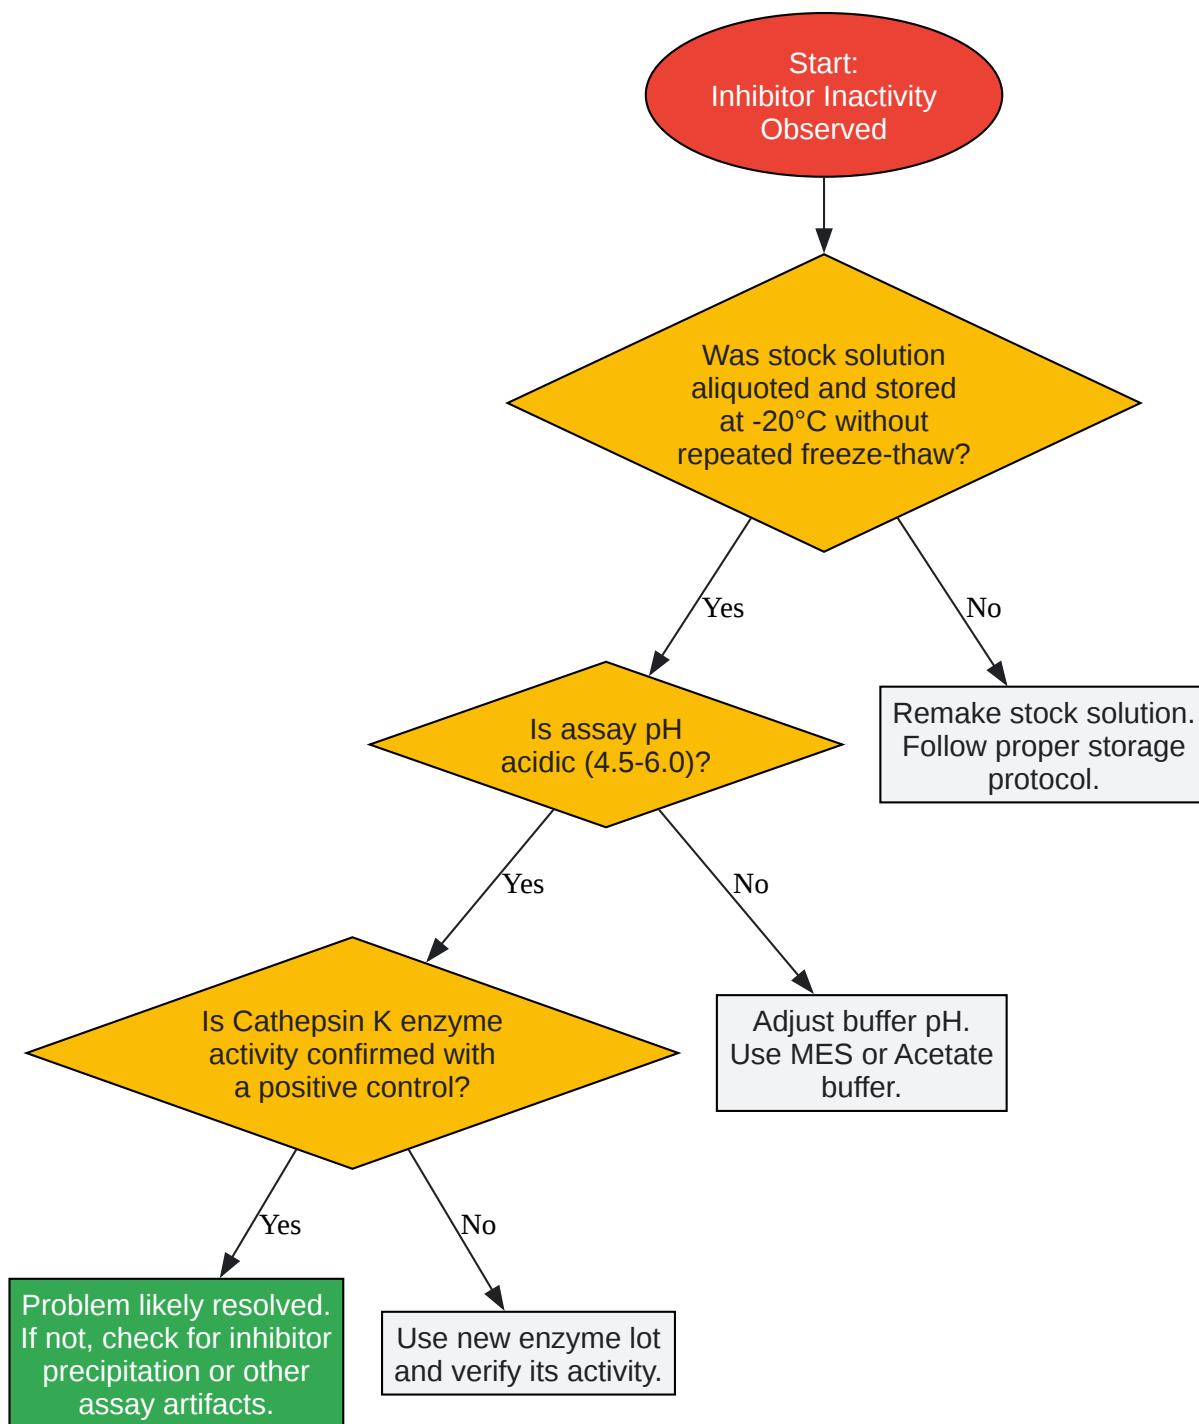 Start:
Inhibitor Inactivity
Observed
Was stock solution
aliquoted and stored
at -20°C without
repeated freeze-thaw?
Yes
No
Is assay pH
acidic (4.5-6.0)?
Remake stock solution.
Follow proper storage
protocol.
Yes
No
Is Cathepsin K enzyme
activity confirmed with
a positive control?
Adjust buffer pH.
Use MES or Acetate
buffer.
Yes
No
Problem likely resolved.
If not, check for inhibitor
precipitation or other
assay artifacts.
Use new enzyme lot
and verify its activity.